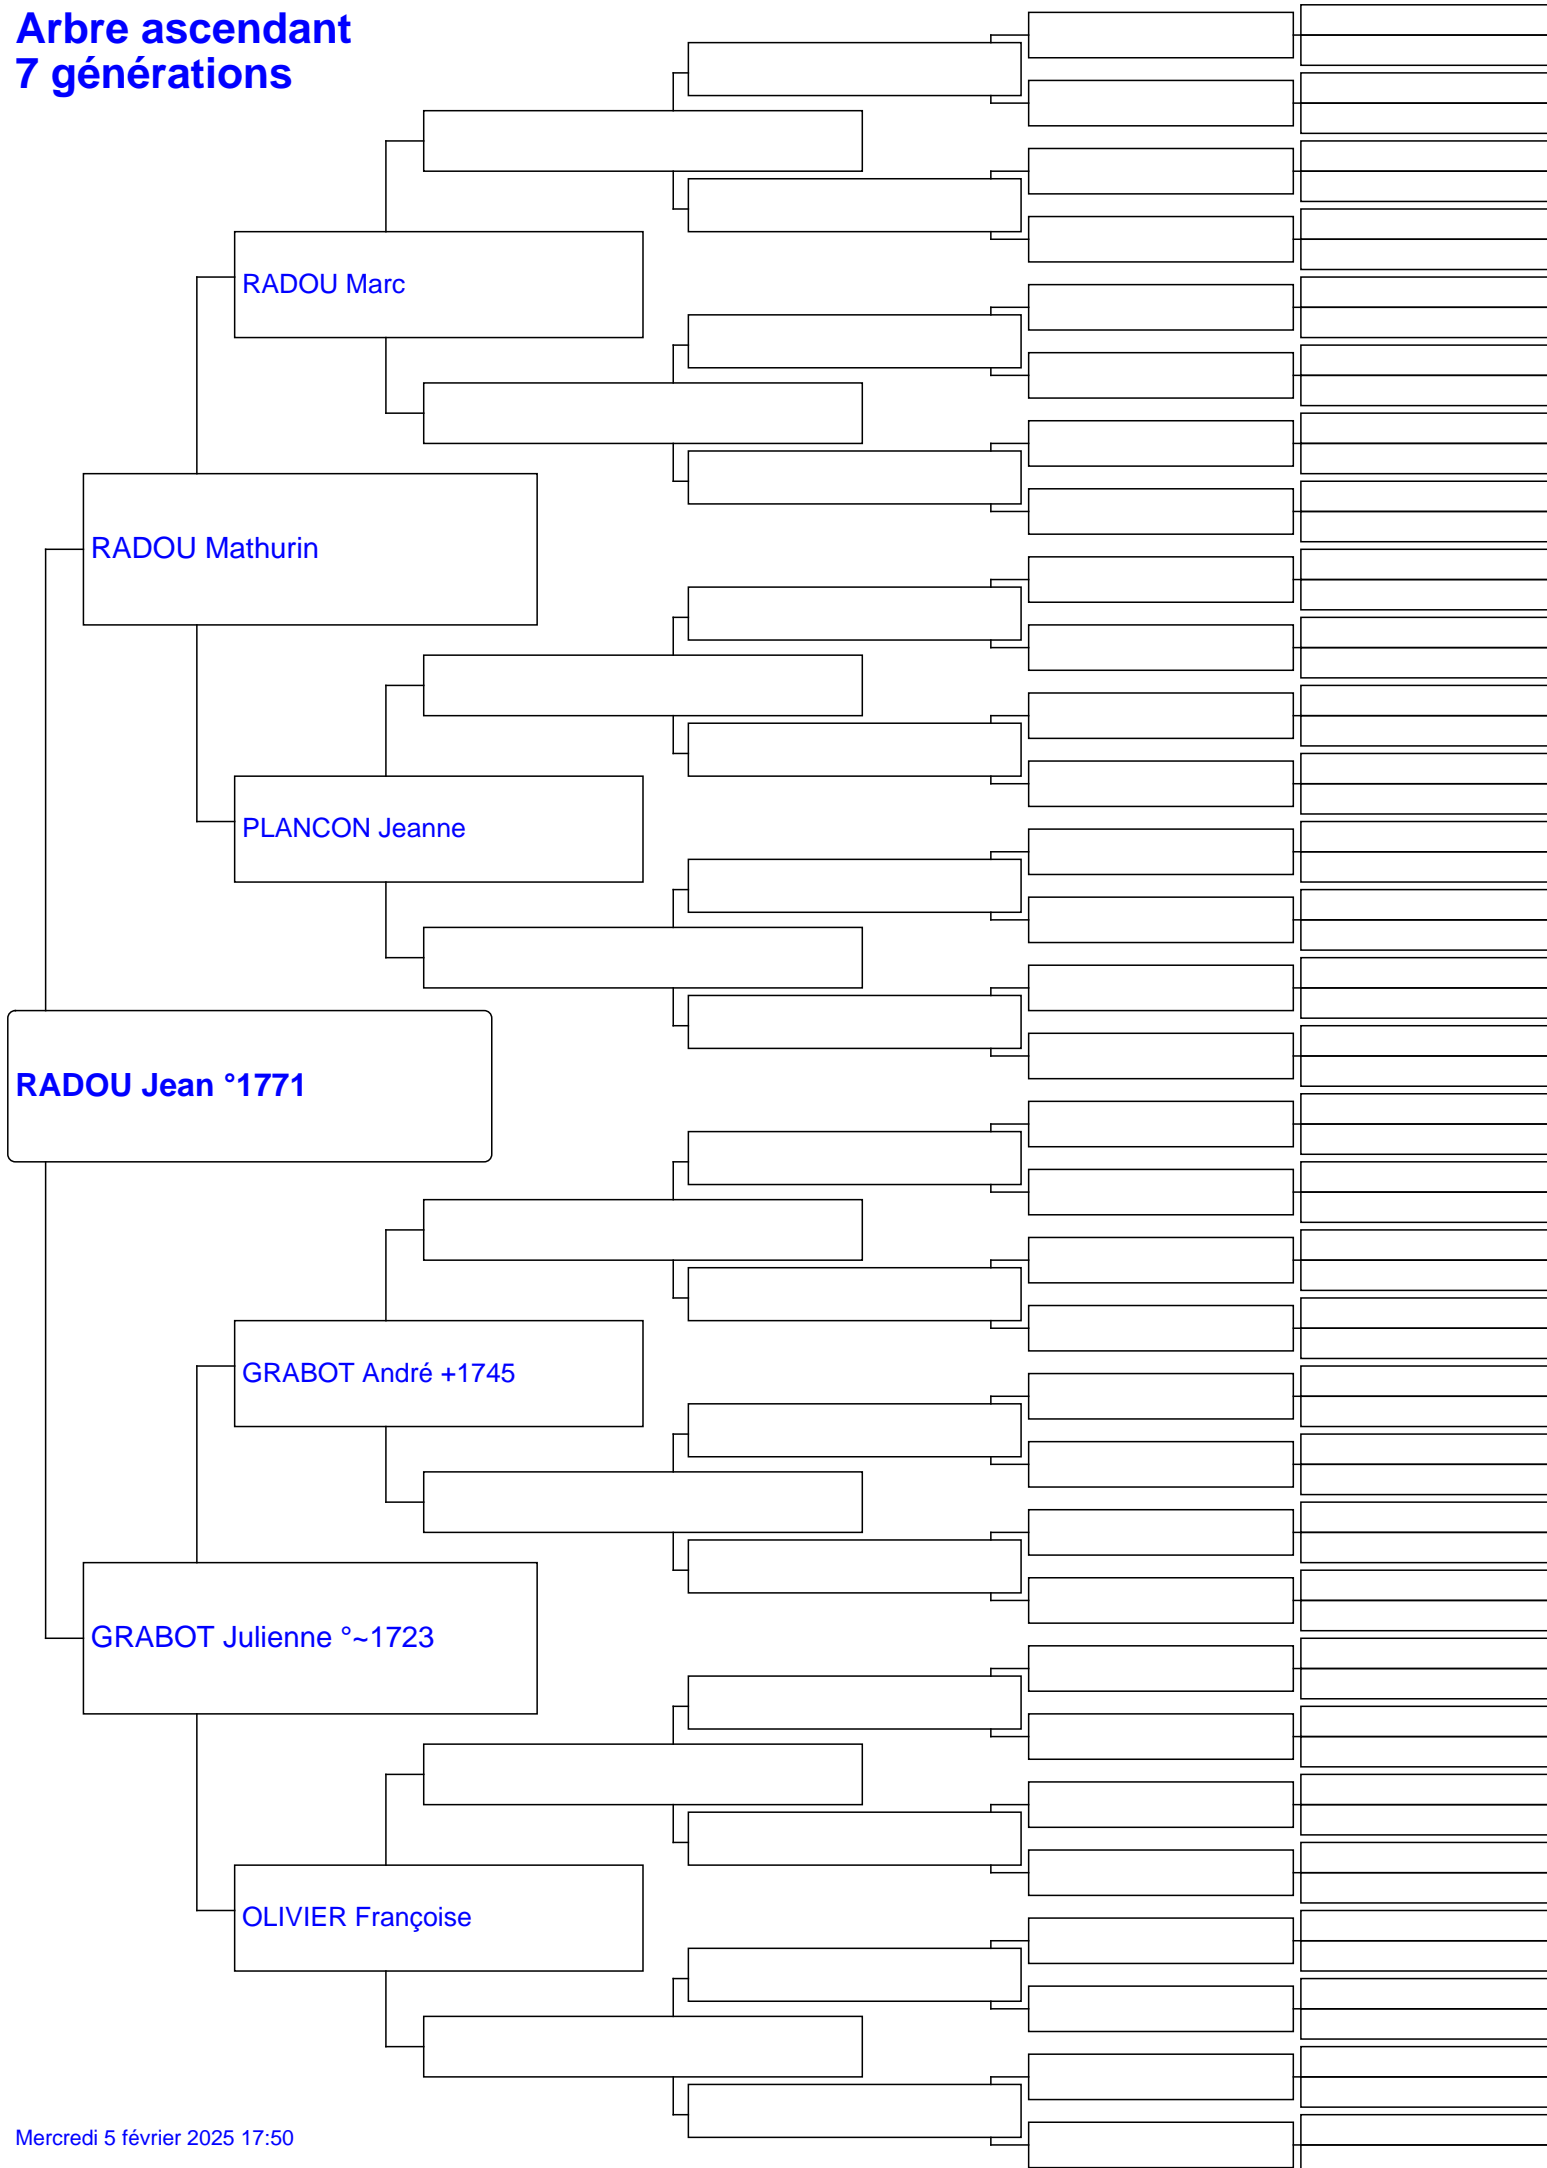 Arbre ascendant
7 générations
RADOU Marc
RADOU Mathurin
PLANCON Jeanne
RADOU Jean °1771
GRABOT André +1745
GRABOT Julienne °~1723
OLIVIER Françoise
Mercredi 5 février 2025 17:50